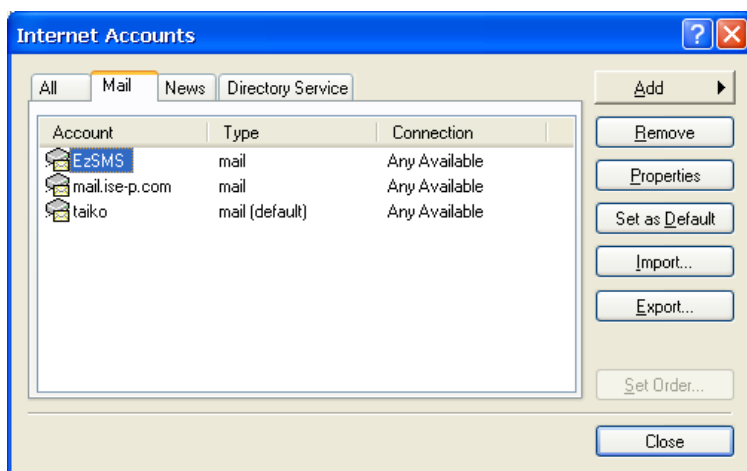 Internet Accounts
All Mail News Directory Service
Account Type Connection
EzSMS mail Any Available
mail.ise-p.com mail Any Available
taiko mail (default) Any Available
Add
Remove
Properties
Set as Default
Import...
Export...
Set Order...
Close